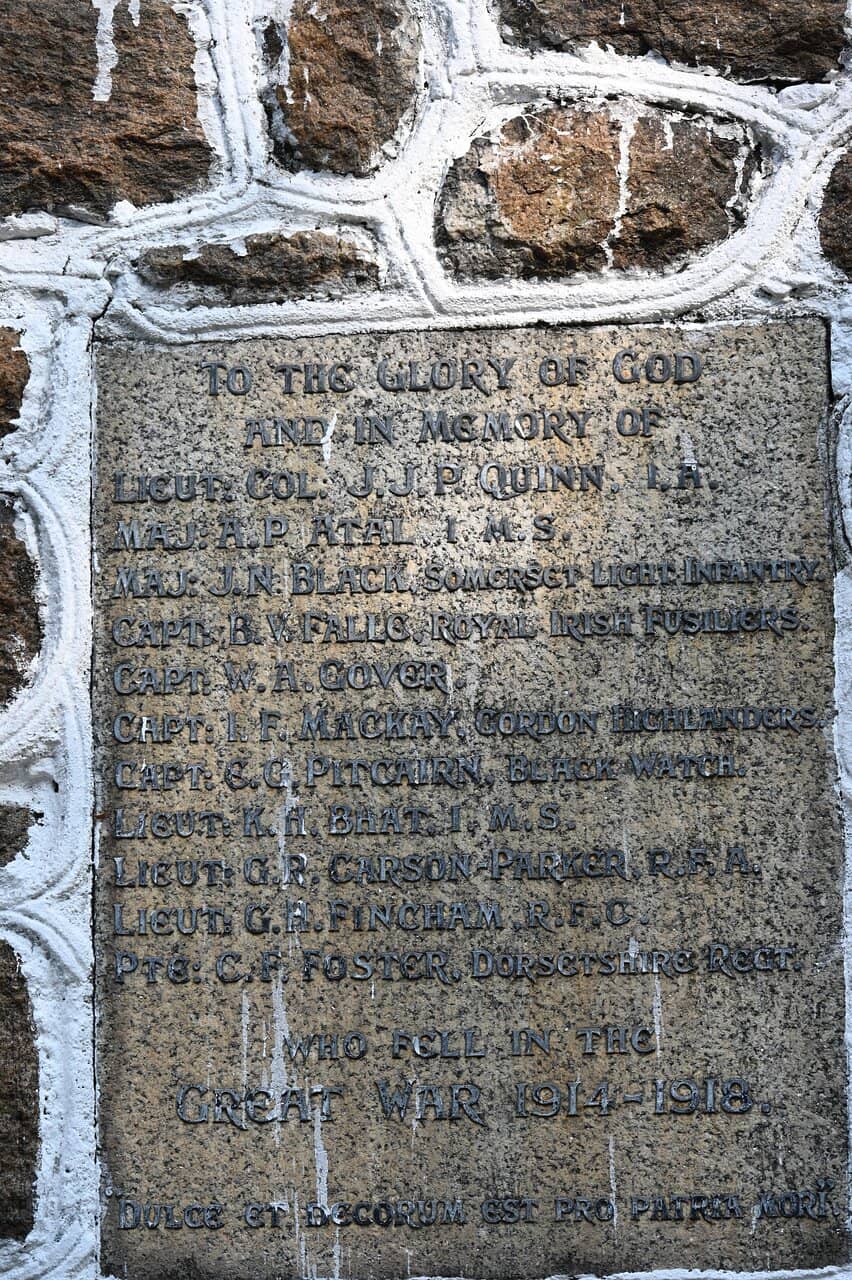 To the Glory of God
and in Memory of
Lieut: Col. J.J.P. Quinn, I.A.
Maj: A.P Atal, I.M.S.
Maj: J.N. Black, Somerset Light Infantry.
Capt: B.V. Falle, Royal Irish Fusiliers.
Capt: W.A. Gover
Capt: I.F. Mackay, Gordon Highlanders.
Capt: E.C. Pitcairn, Black Watch.
Lieut: K.H. Bhat, I.M.S.
Lieut: G.R. Carson-Parker, R.F.A.
Lieut: G.H. Fincham, R.F.C.
Pte: C.F. Foster, Dorsetshire Regt.
who fell in the
Great War 1914-1918.
"Dulce et decorum est pro patria mori".